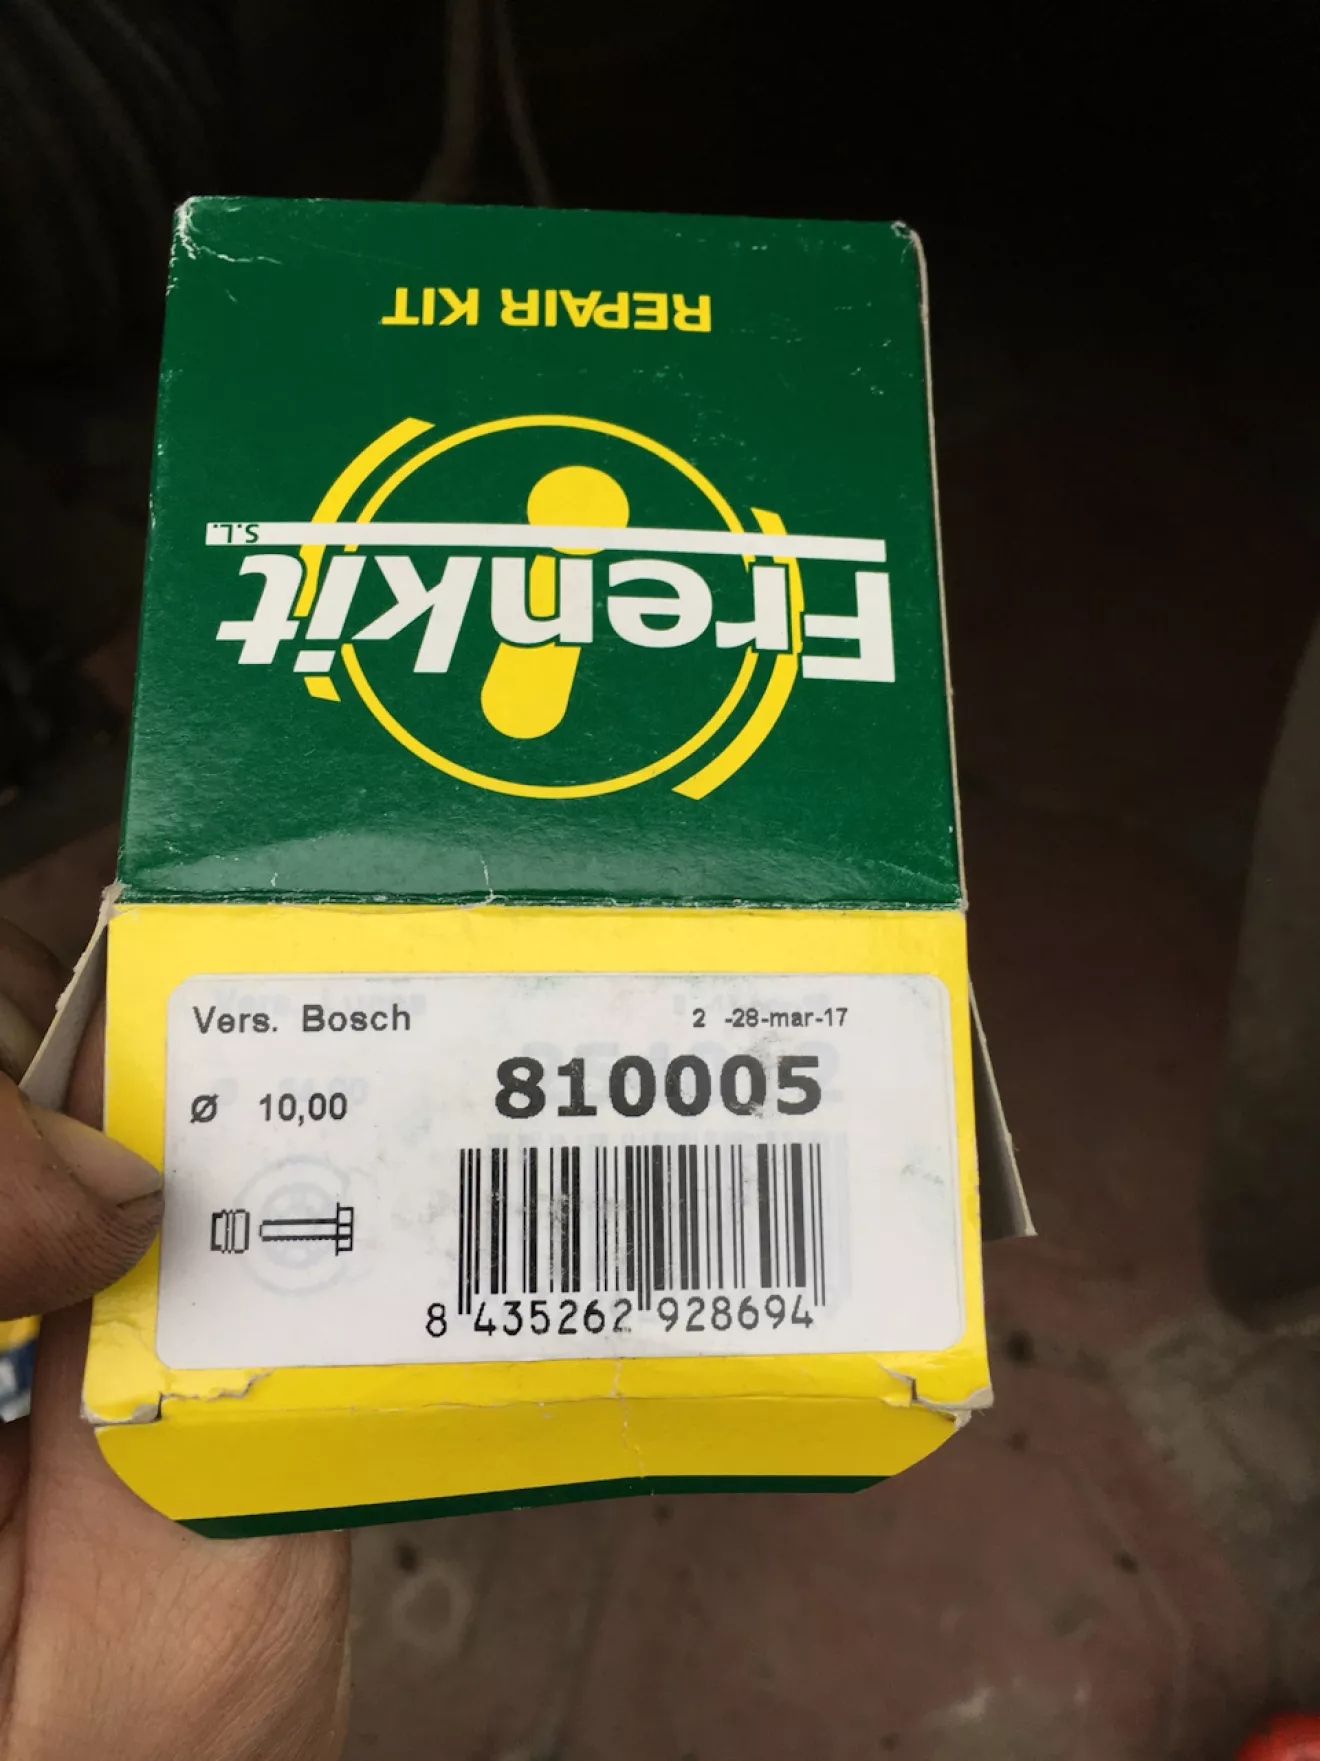 REPAIR KIT
Frenkit
S.L.
Vers. Bosch
2 -28-mar-17
810005
Ø 10,00
8 435262 928694